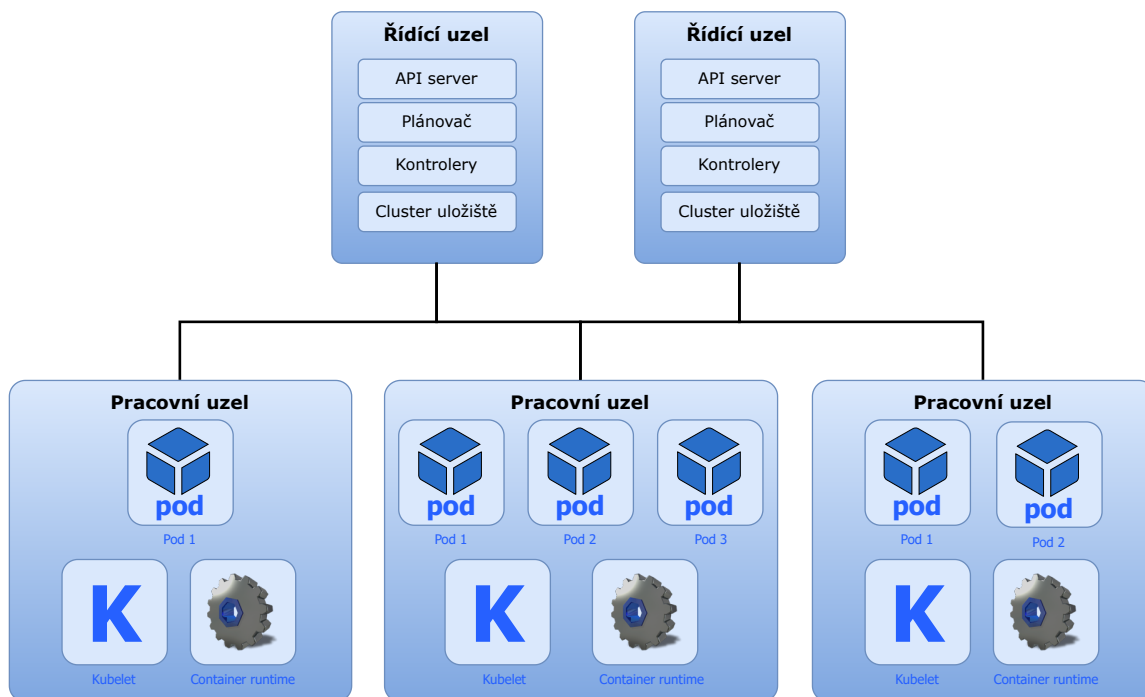 Řídící uzel
API server
Plánovač
Kontrolery
Cluster uložiště
Řídící uzel
API server
Plánovač
Kontrolery
Cluster uložiště
Pracovní uzel
pod
Pod 1
K
Kubelet
Container runtime
Pracovní uzel
pod
pod
pod
Pod 1
Pod 2
Pod 3
K
Kubelet
Container runtime
Pracovní uzel
pod
pod
Pod 1
Pod 2
K
Kubelet
Container runtime